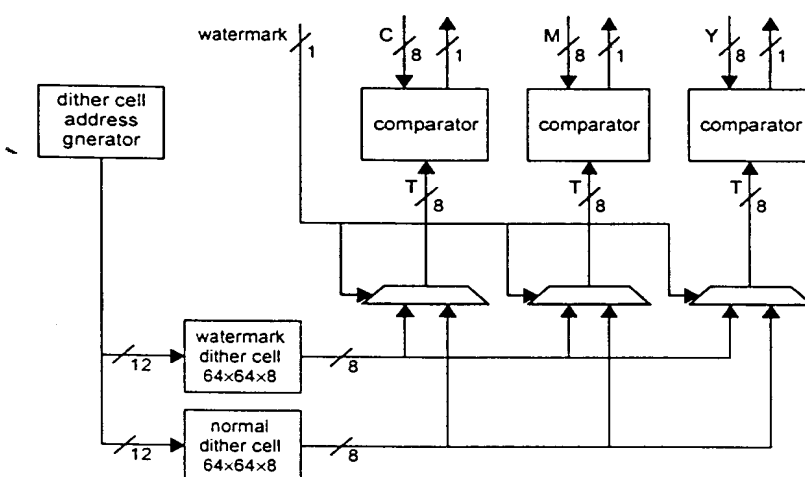 watermark
1
C
8
1
M
8
1
Y
8
1
dither cell
address
gnerator
comparator
comparator
comparator
T
8
T
8
T
8
12
watermark
dither cell
64×64×8
8
12
normal
dither cell
64×64×8
8